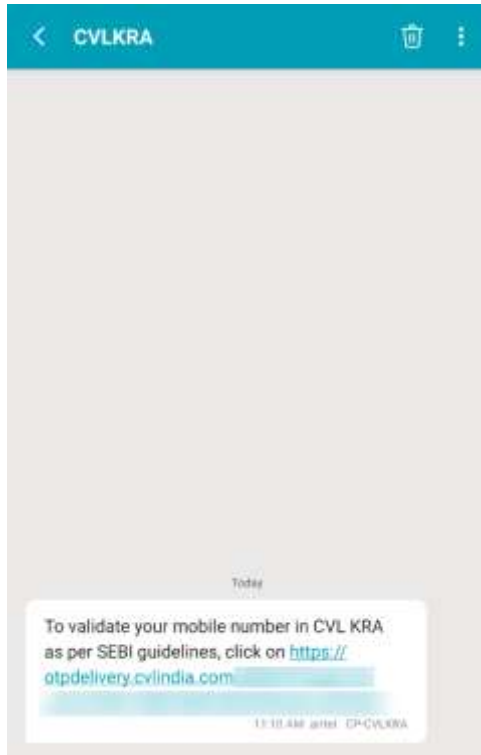 CVLKRA
Today
To validate your mobile number in CVL KRA
as per SEBI guidelines, click on https://
otpdelivery.cvlindia.com
11:10 AM airtel CP-CVLKRA